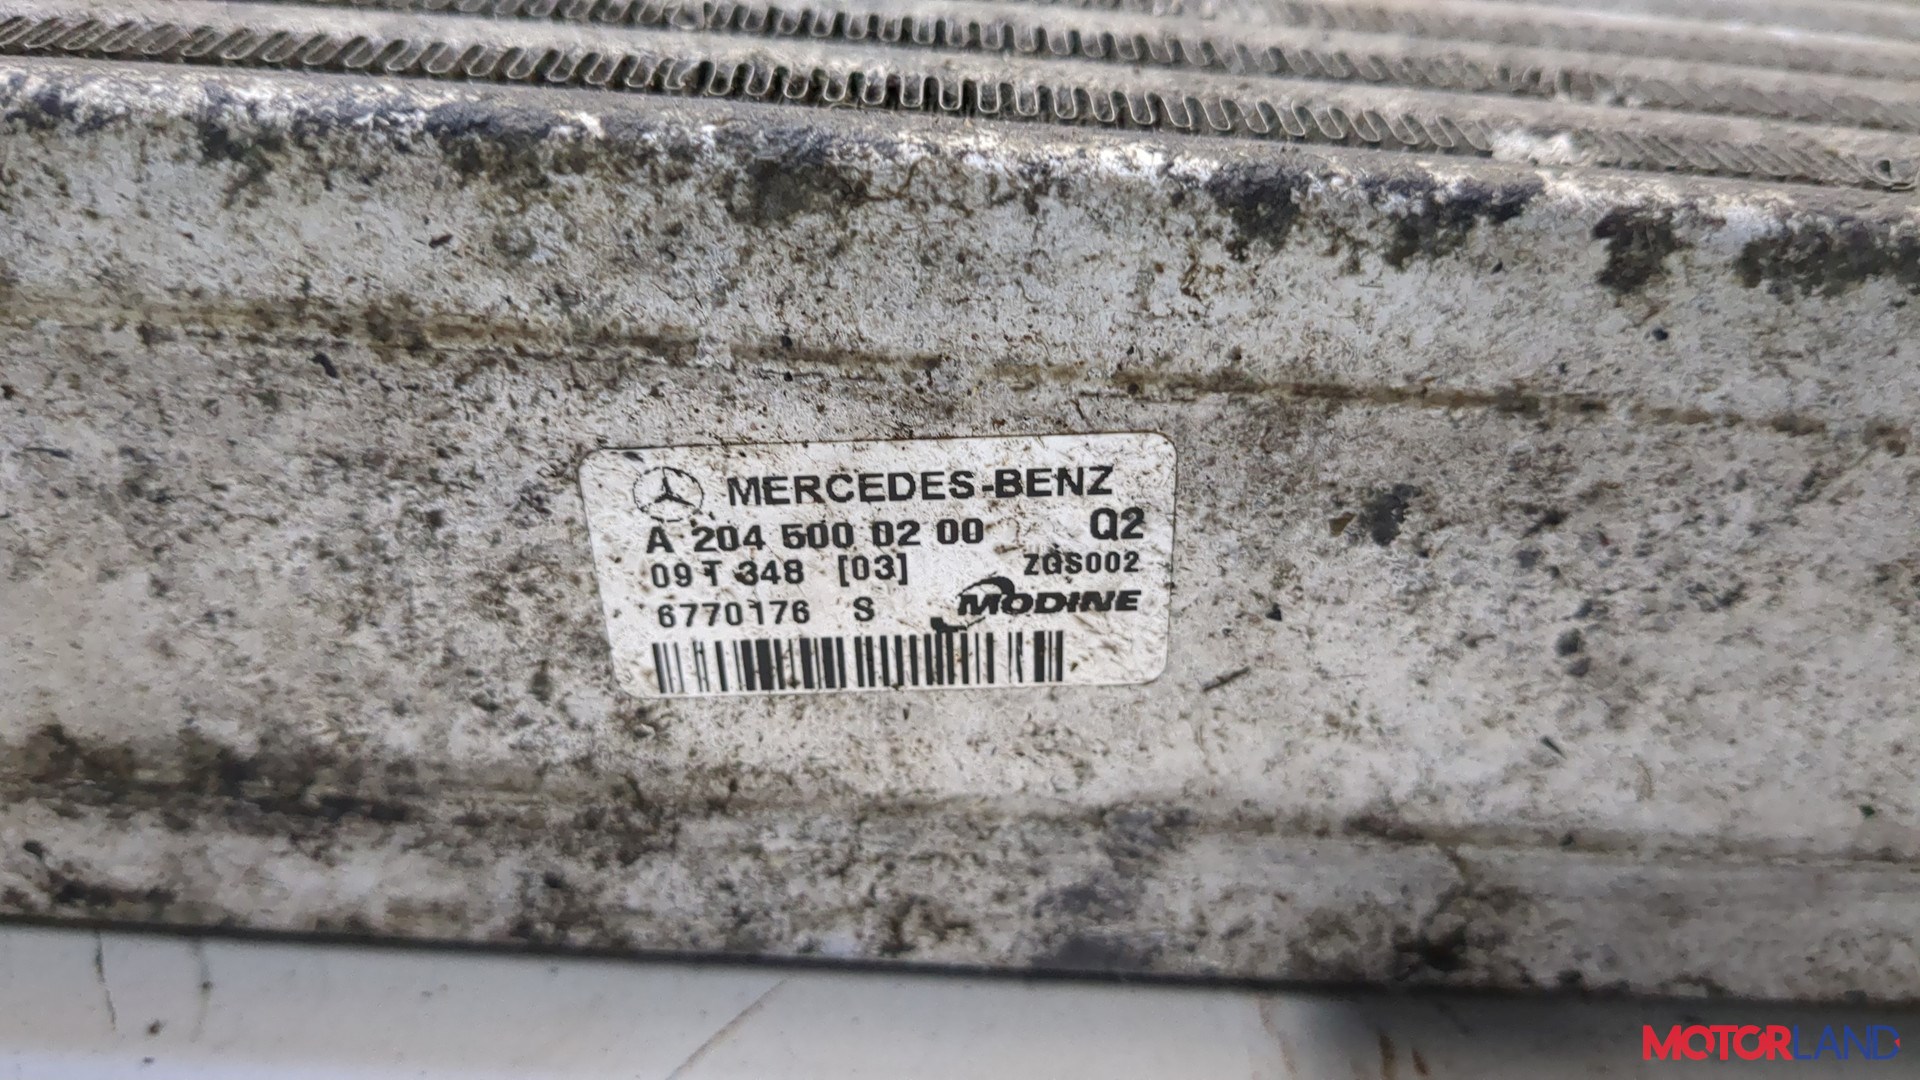 MERCEDES-BENZ
A 204 500 02 00 Q2
09 T 348 [03] ZGS002
6770176 S MODINE
MOTORLAND